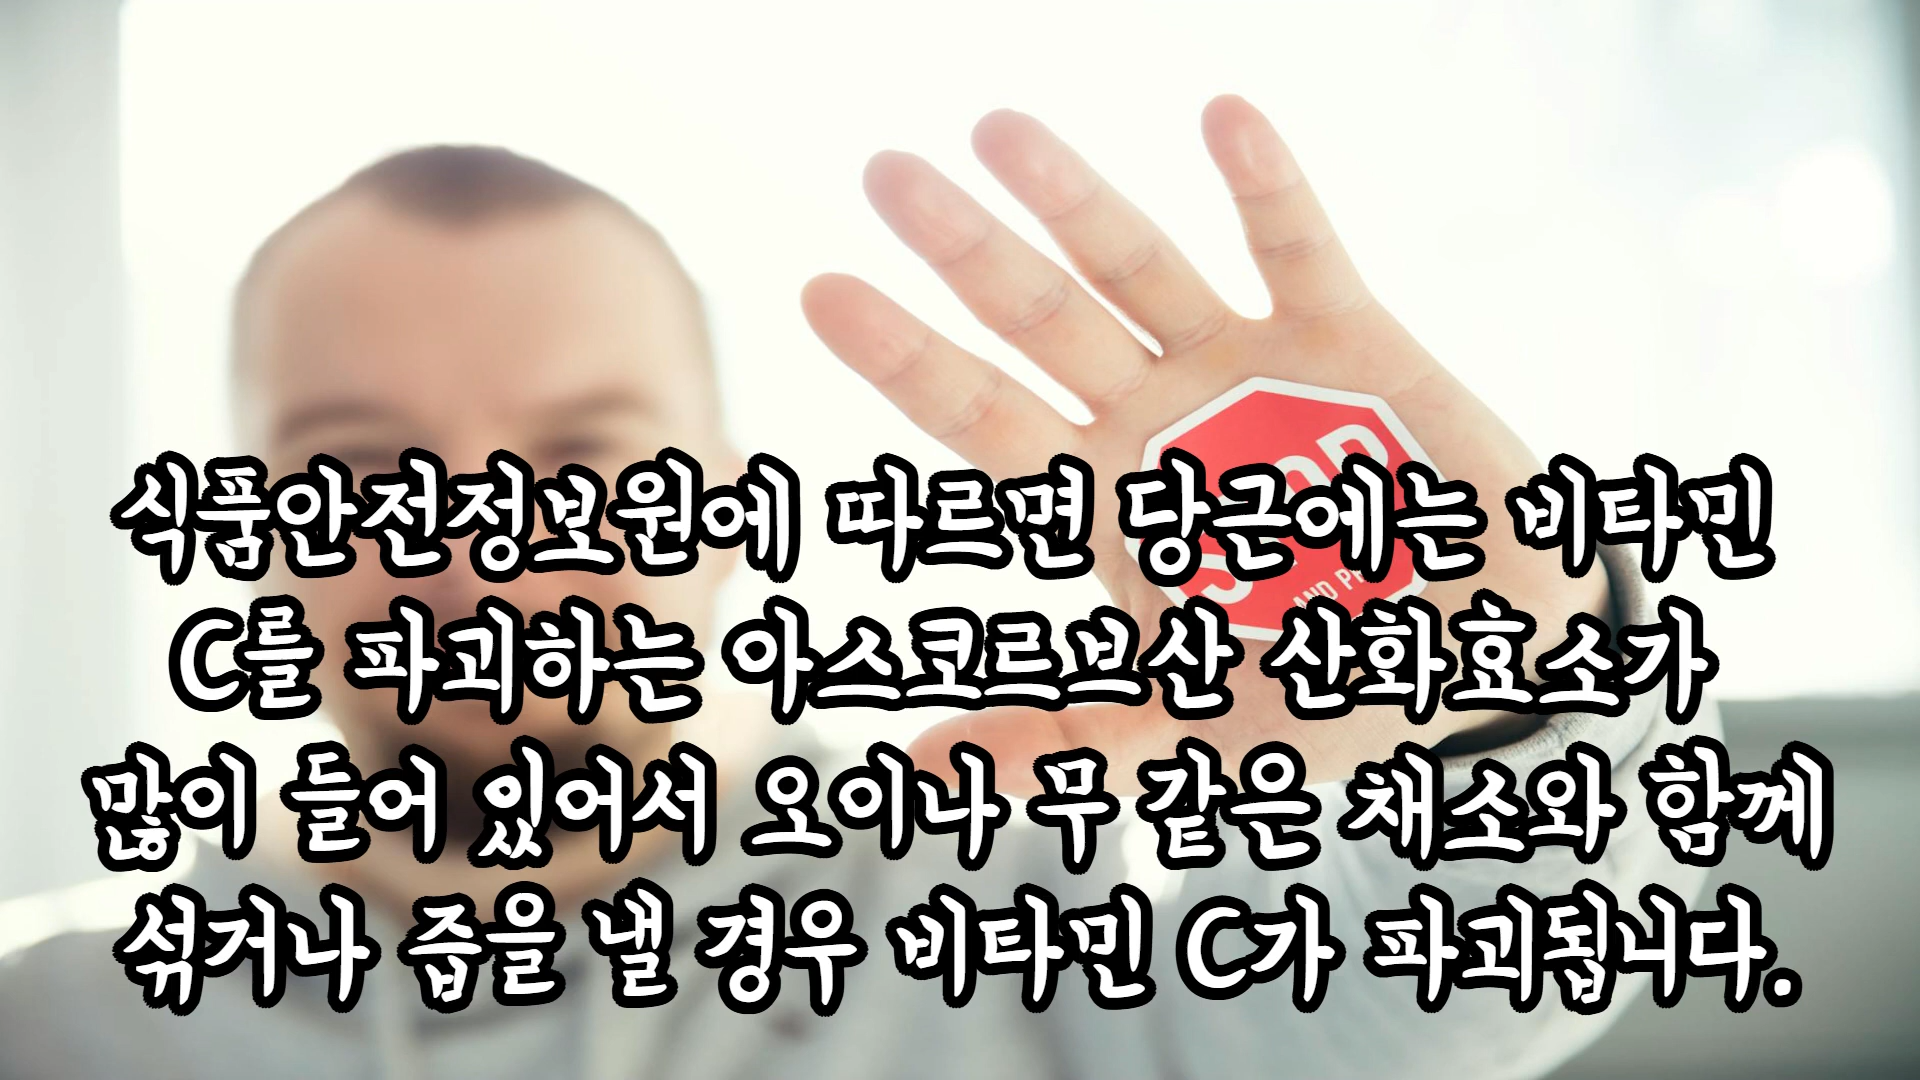 식품안전정보원에 따르면 당근에는 비타민
C를 파괴하는 아스코르브산 산화효소가
많이 들어 있어서 오이나 무 같은 채소와 함께
섞거나 즙을 낼 경우 비타민 C가 파괴됩니다.
STOP
AND